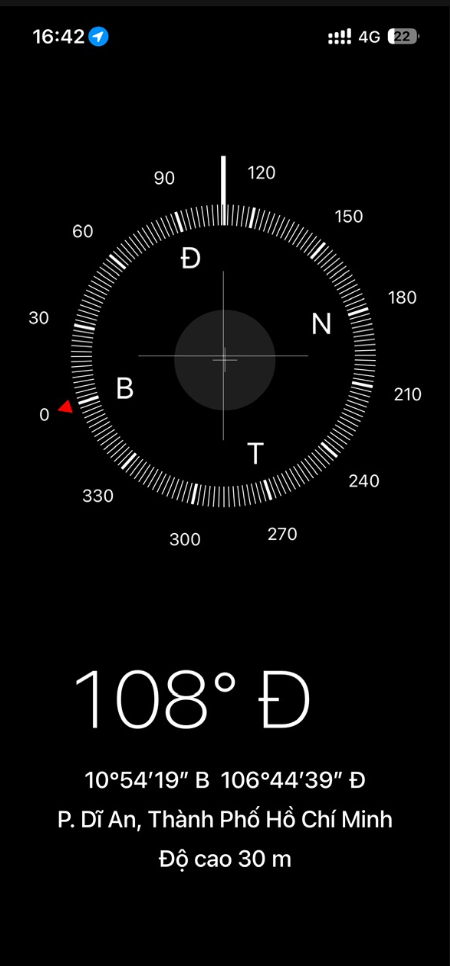 16:42 4G 22
90 120
60 150
Đ
30 180
N
B
0 210
T
330 240
300 270
108° Đ
10°54’19” B 106°44’39” Đ
P. Dĩ An, Thành Phố Hồ Chí Minh
Độ cao 30 m